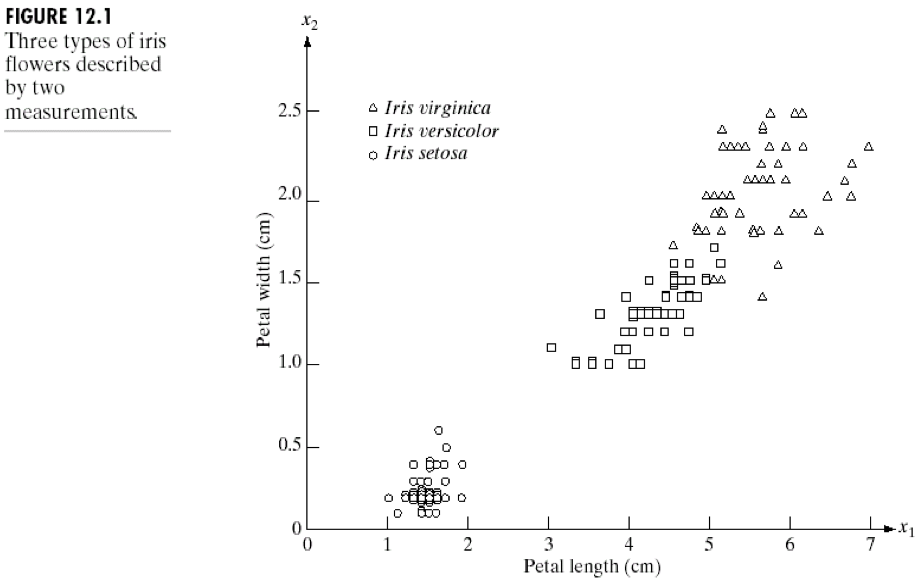 FIGURE 12.1
Three types of iris
flowers described
by two
measurements.
x2
2.5
2.0
1.5
1.0
0.5
0
Petal width (cm)
△ Iris virginica
□ Iris versicolor
○ Iris setosa
0 1 2 3 4 5 6 7
x1
Petal length (cm)